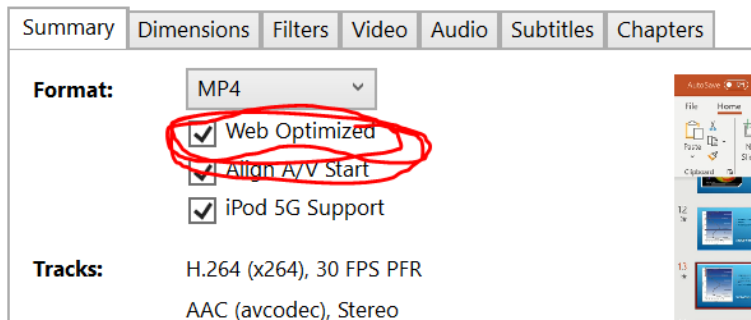 Summary Dimensions Filters Video Audio Subtitles Chapters
Format: MP4
Web Optimized
Align A/V Start
iPod 5G Support
Tracks: H.264 (x264), 30 FPS PFR
AAC (avcodec), Stereo
AutoSave
File Home
Paste
Clipboard
12
13